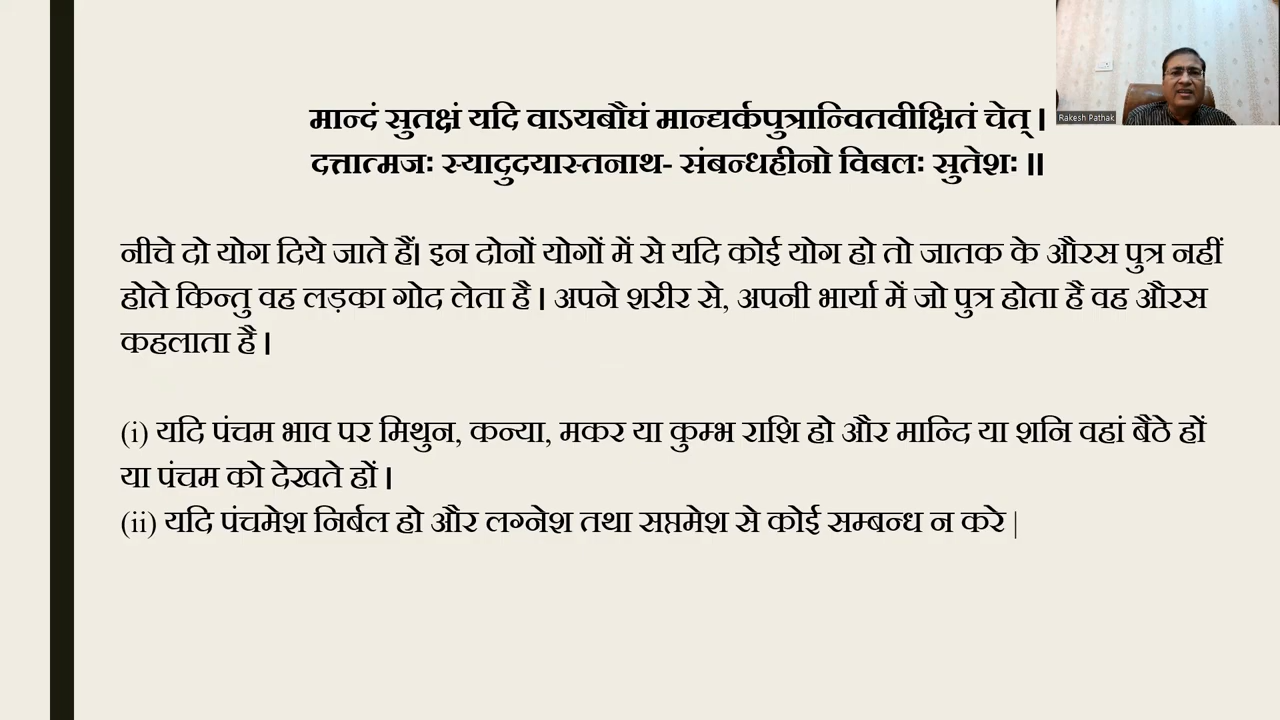 मान्दं सुतक्षं यदि वाऽयबौघं मान्द्यर्कपुत्रान्वितवीक्षितं चेत् ।
दत्तात्मजः स्यादुदयास्तनाथ- संबन्धहीनो विबलः सुतेशः ॥
नीचे दो योग दिये जाते हैं। इन दोनों योगों में से यदि कोई योग हो तो जातक के औरस पुत्र नहीं
होते किन्तु वह लड़का गोद लेता है । अपने शरीर से, अपनी भार्या में जो पुत्र होता है वह औरस
कहलाता है ।
(i) यदि पंचम भाव पर मिथुन, कन्या, मकर या कुम्भ राशि हो और मान्दि या शनि वहां बैठे हों
या पंचम को देखते हों ।
(ii) यदि पंचमेश निर्बल हो और लग्नेश तथा सप्तमेश से कोई सम्बन्ध न करे |
Rakesh Pathak